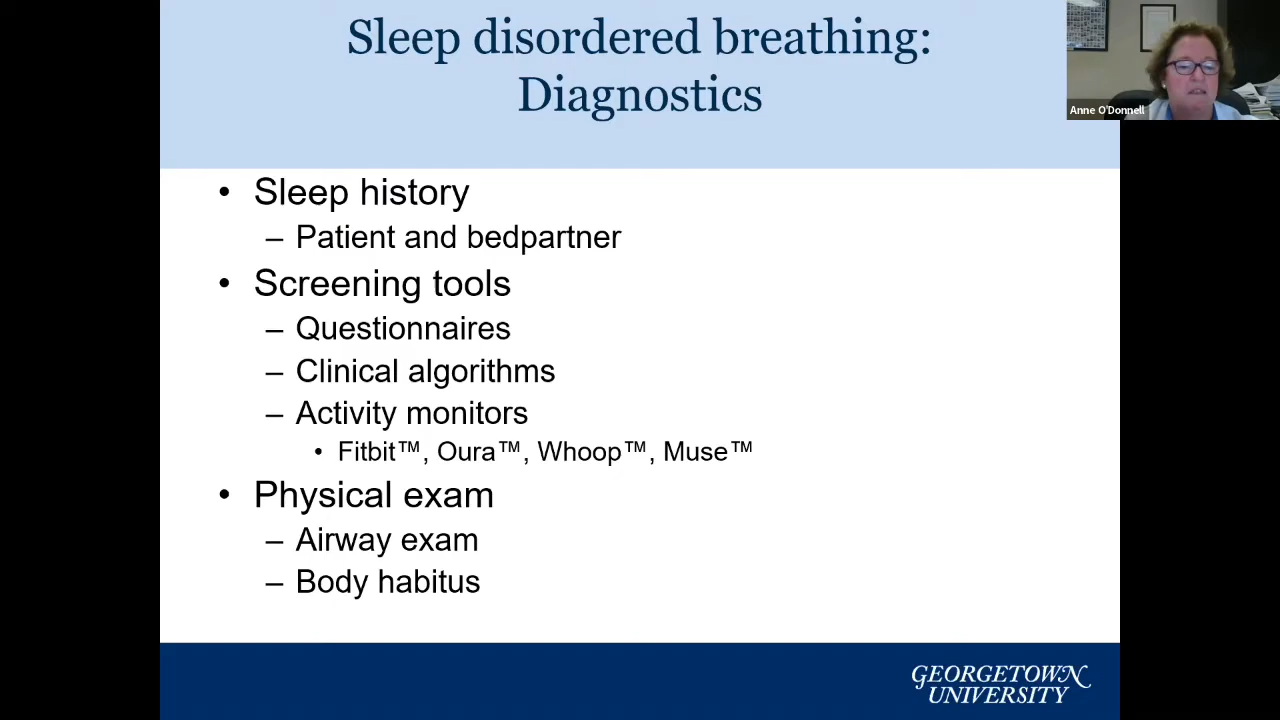 Sleep disordered breathing:
Diagnostics
Anne O'Donnell
• Sleep history
– Patient and bedpartner
• Screening tools
– Questionnaires
– Clinical algorithms
– Activity monitors
• Fitbit™, Oura™, Whoop™, Muse™
• Physical exam
– Airway exam
– Body habitus
GEORGETOWN
UNIVERSITY